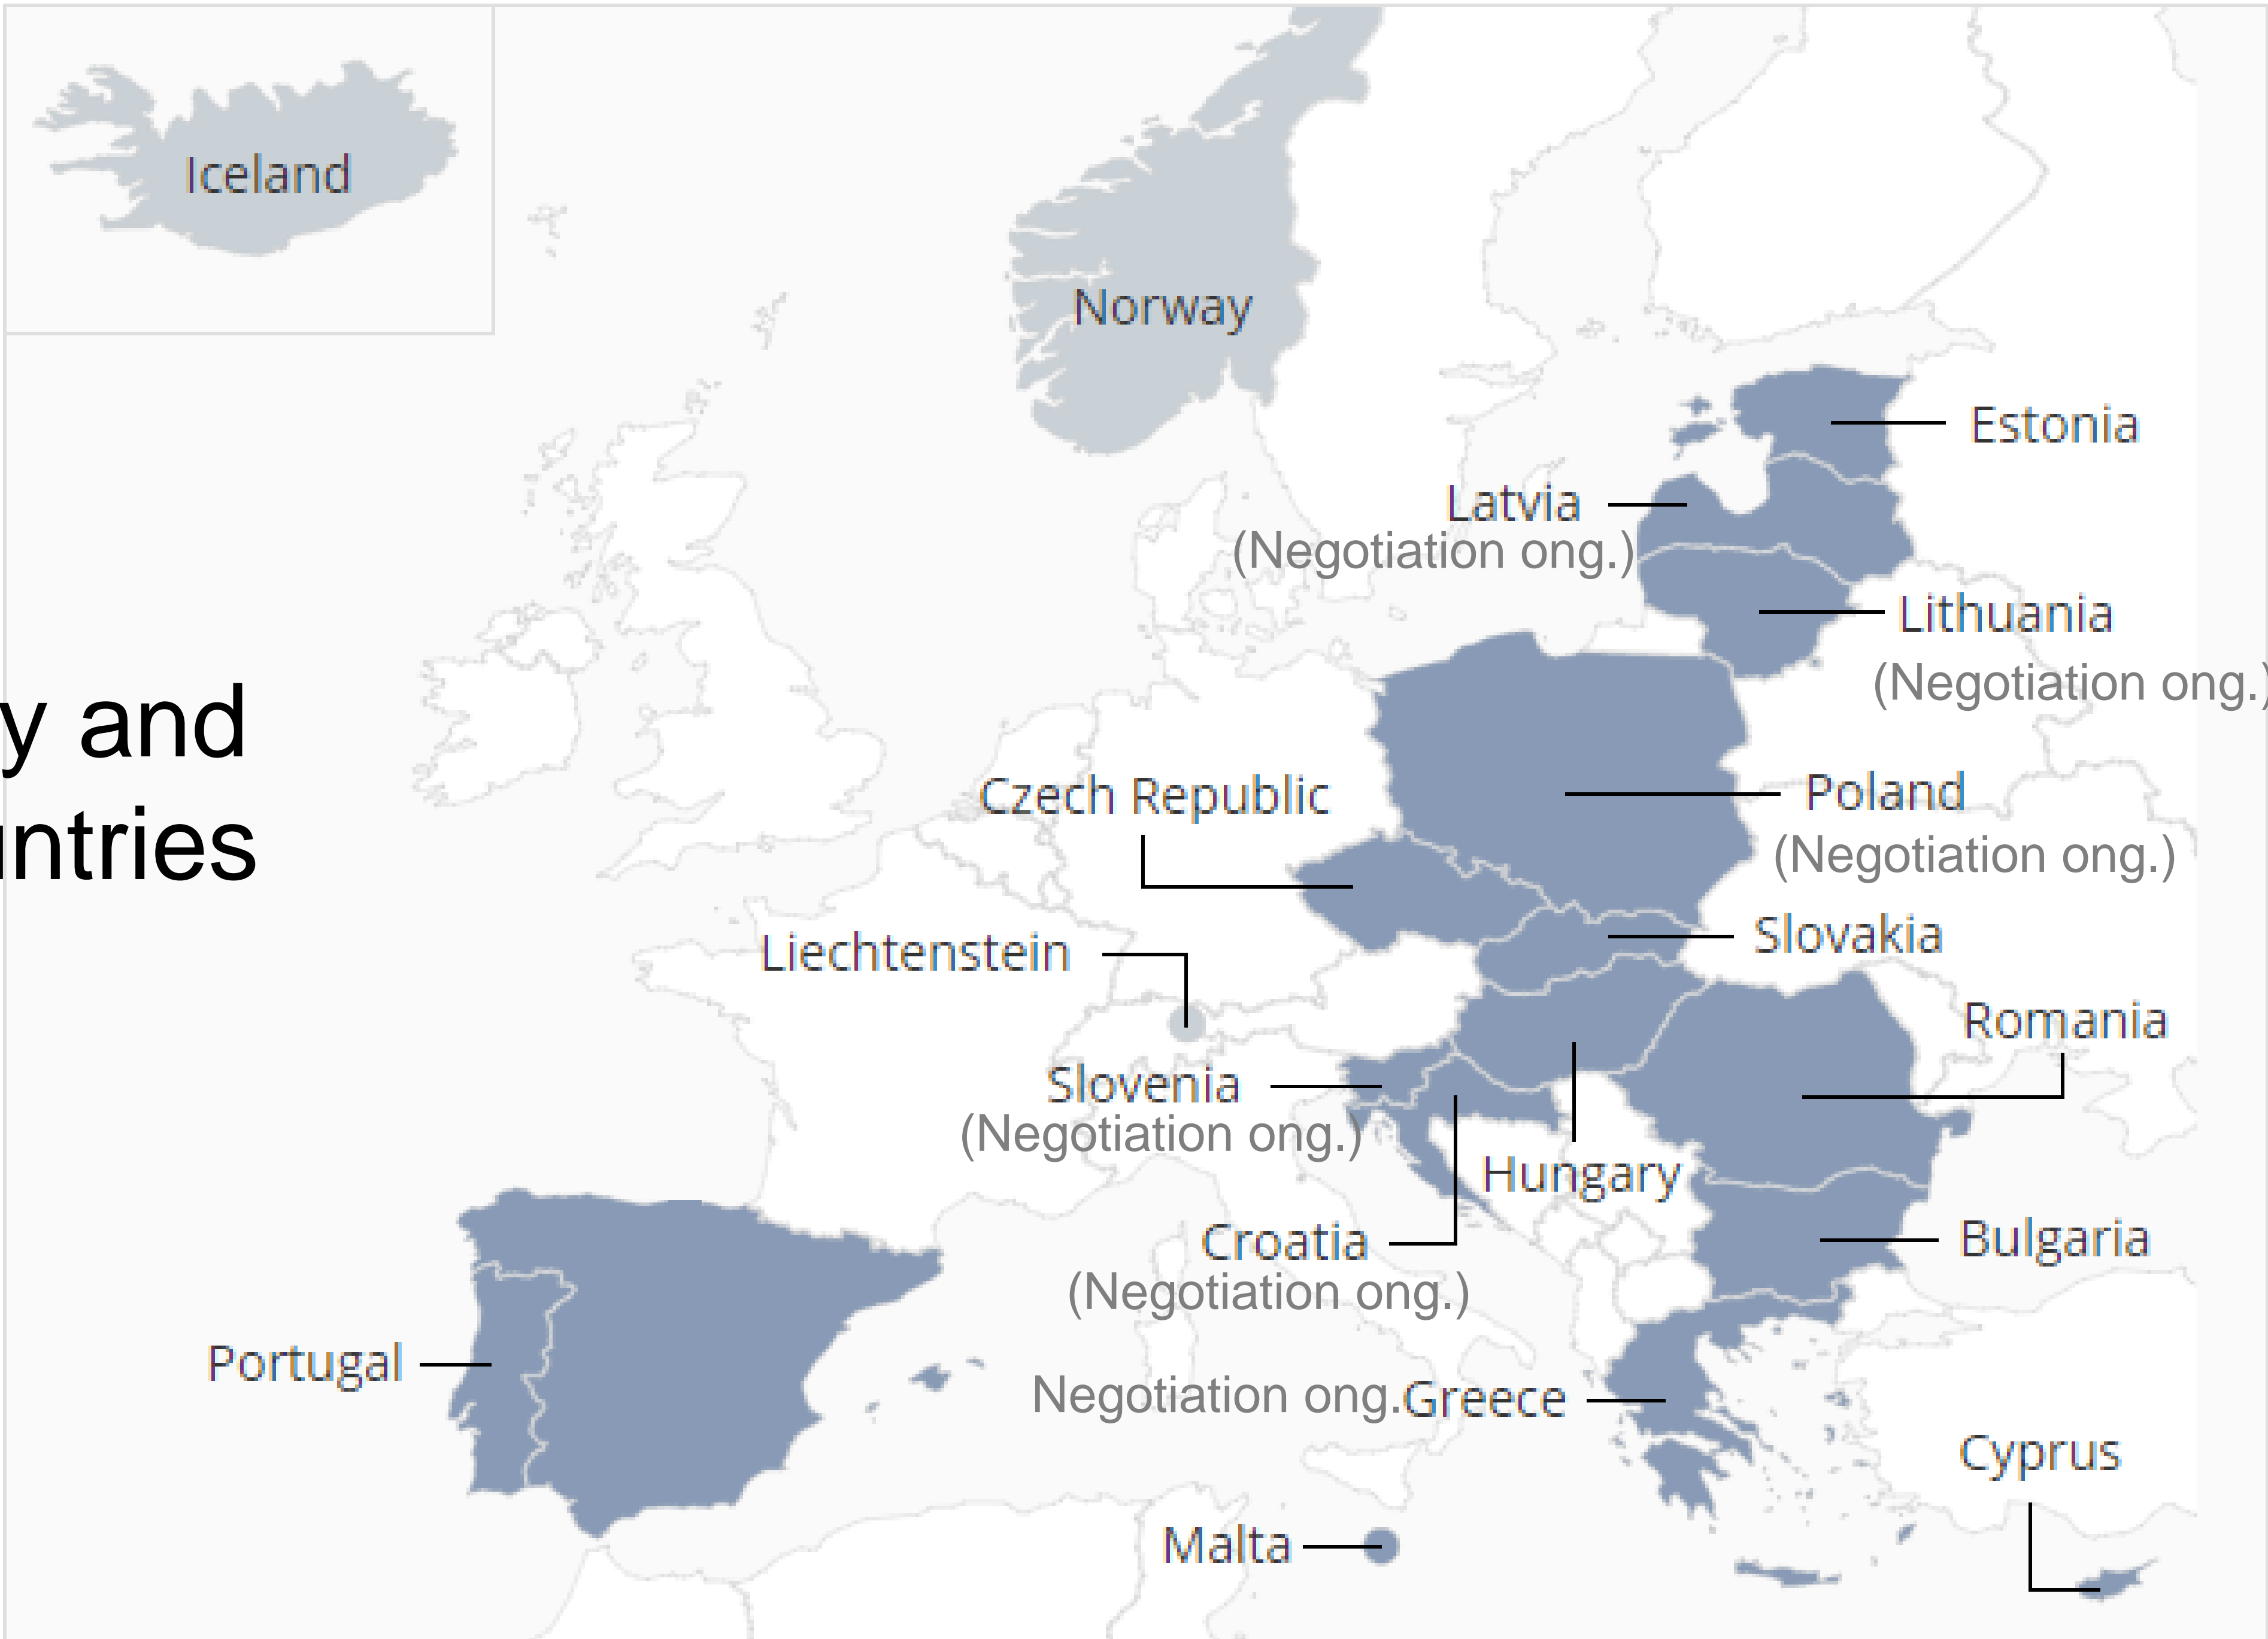 Iceland
Norway
Estonia
Latvia
(Negotiation ong.)
Lithuania
(Negotiation ong.)
y and
untries
Czech Republic
Poland
(Negotiation ong.)
Slovakia
Liechtenstein
Romania
Slovenia
(Negotiation ong.)
Hungary
Croatia
(Negotiation ong.)
Bulgaria
Portugal
Negotiation ong.
Greece
Cyprus
Malta